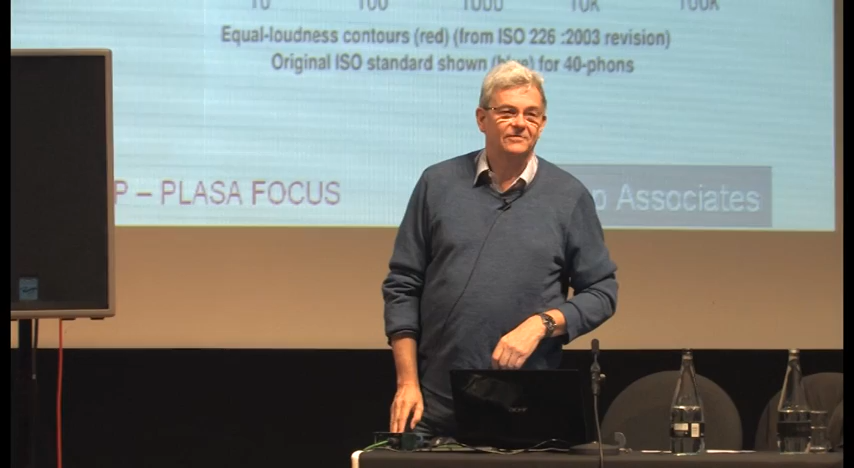 10 100 1000 10k 100k
Equal-loudness contours (red) (from ISO 226 :2003 revision)
Original ISO standard shown (blue) for 40-phons
P – PLASA FOCUS
p Associates